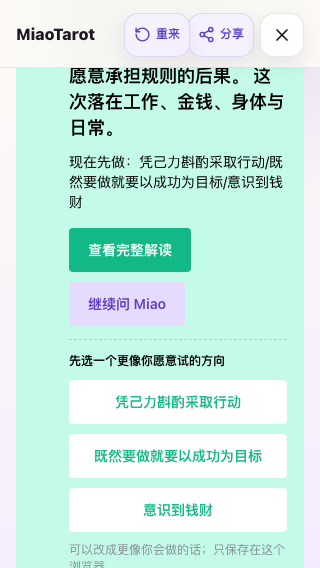 MiaoTarot
重来
分享
愿意承担规则的后果。 这
次落在工作、金钱、身体与
日常。
现在先做：凭己力斟酌采取行动/既
然要做就要以成功为目标/意识到钱
财
查看完整解读
继续问 Miao
先选一个更像你愿意试的方向
凭己力斟酌采取行动
既然要做就要以成功为目标
意识到钱财
可以改成更像你会做的话；只保存在这个
浏览器